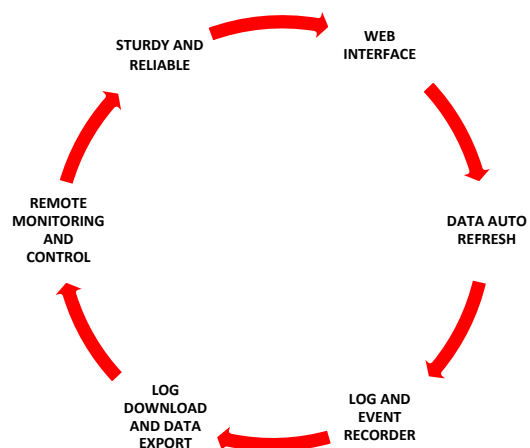 STURDY AND
RELIABLE
WEB
INTERFACE
DATA AUTO
REFRESH
LOG AND
EVENT
RECORDER
LOG
DOWNLOAD
AND DATA
EXPORT
REMOTE
MONITORING
AND
CONTROL